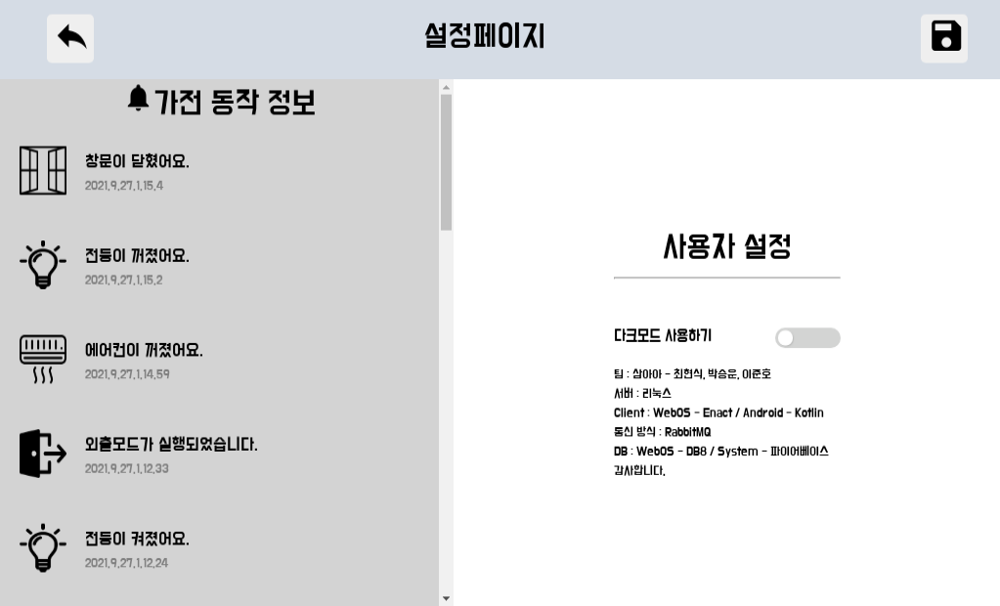 설정페이지
가전 동작 정보
창문이 닫혔어요.
2021.9.27.1.15.4
전등이 꺼졌어요.
2021.9.27.1.15.2
에어컨이 꺼졌어요.
2021.9.27.1.14.59
외출모드가 실행되었습니다.
2021.9.27.1.12.33
전등이 켜졌어요.
2021.9.27.1.12.24
사용자 설정
다크모드 사용하기
팀 : 삼아아 - 최현식, 박승운, 이준호
서버 : 리눅스
Client : WebOS - Enact / Android - Kotlin
통신 방식 : RabbitMQ
DB : WebOS - DB8 / System - 파이어베이스
감사합니다.